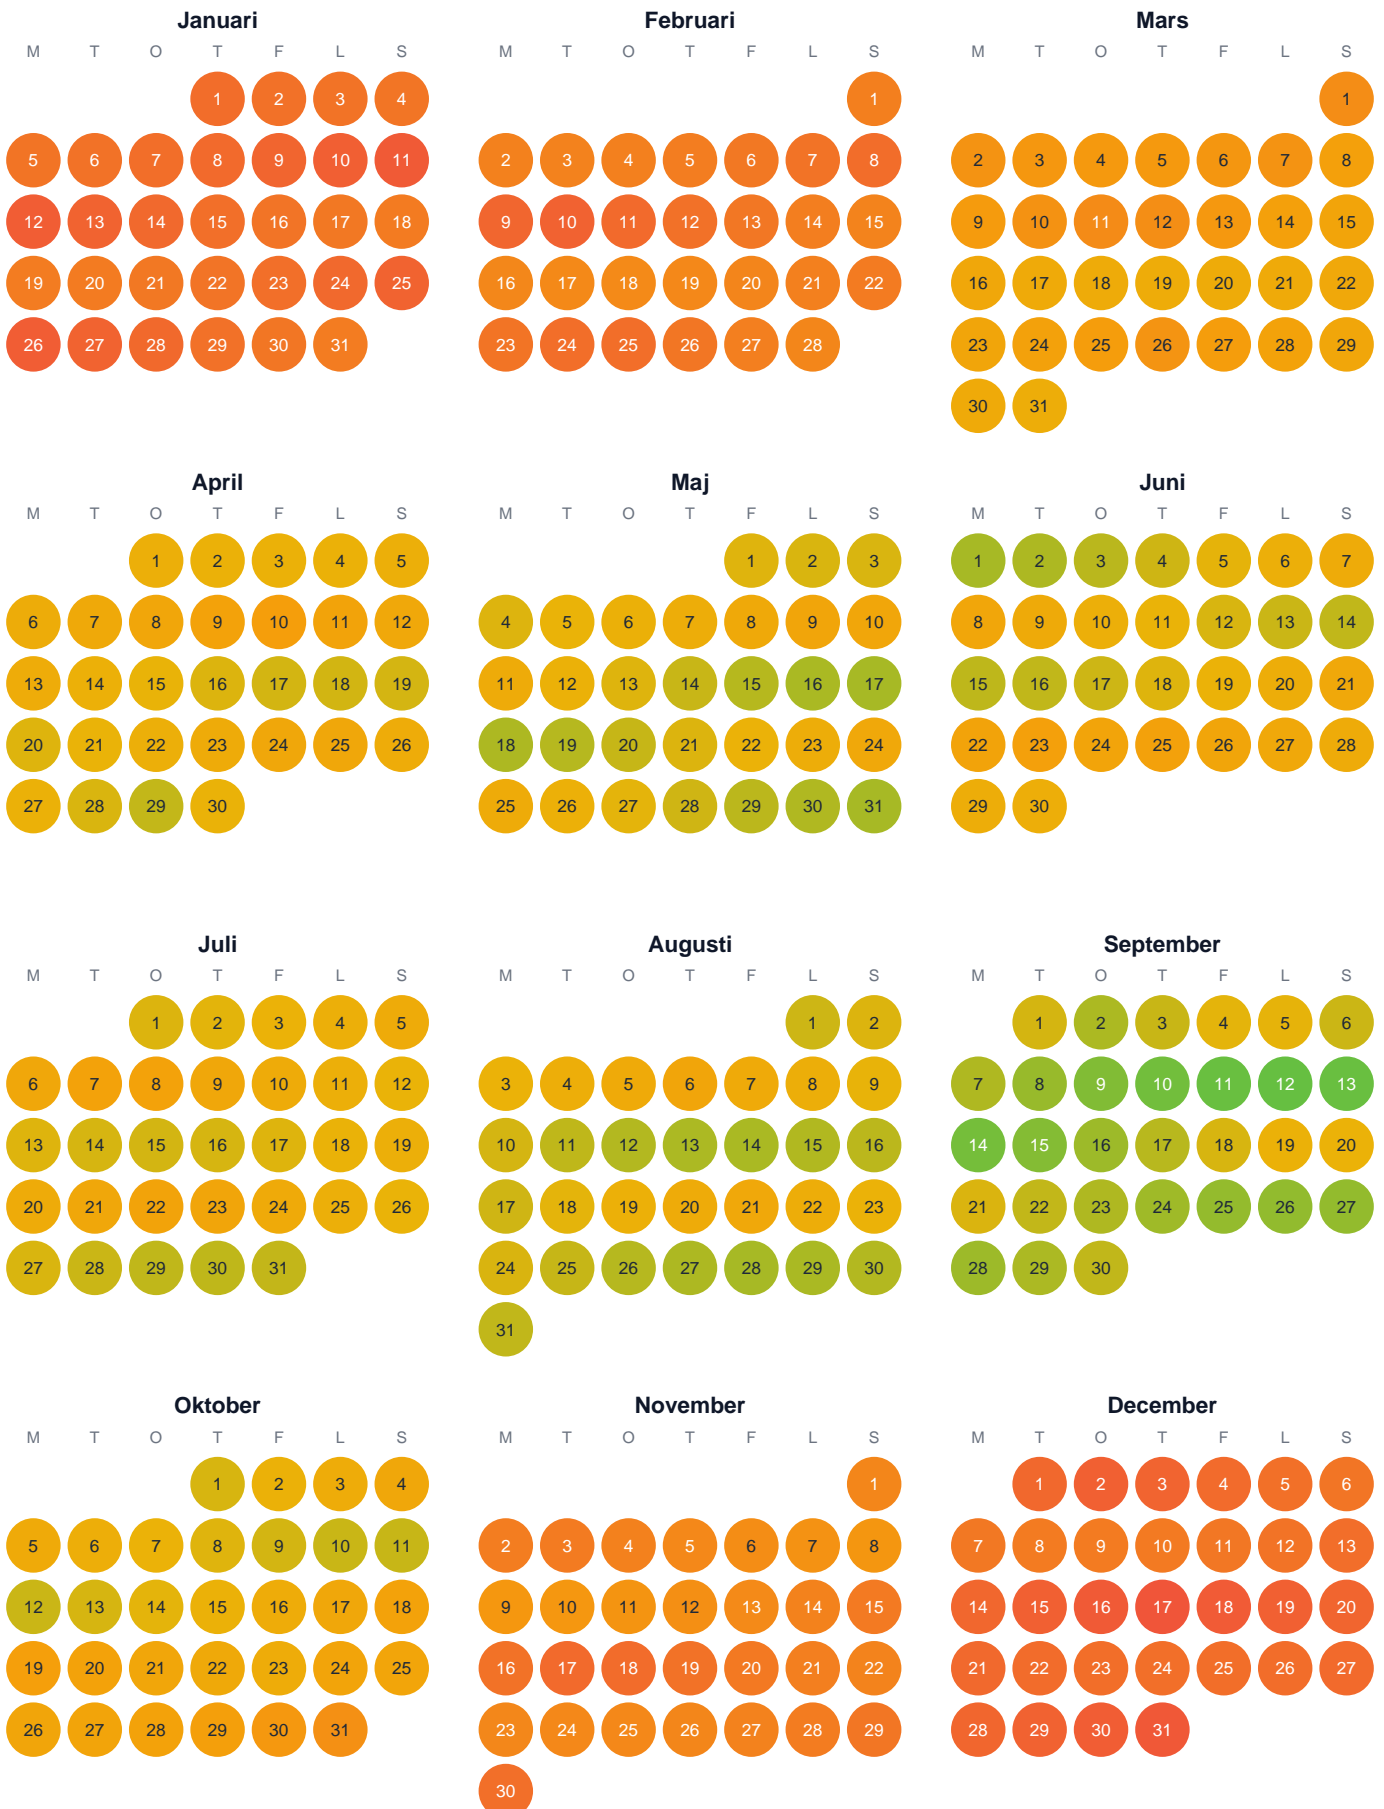 Januari
M T O T F L S
1 2 3 4
5 6 7 8 9 10 11
12 13 14 15 16 17 18
19 20 21 22 23 24 25
26 27 28 29 30 31
Februari
M T O T F L S
1
2 3 4 5 6 7 8
9 10 11 12 13 14 15
16 17 18 19 20 21 22
23 24 25 26 27 28
Mars
M T O T F L S
1
2 3 4 5 6 7 8
9 10 11 12 13 14 15
16 17 18 19 20 21 22
23 24 25 26 27 28 29
30 31
April
M T O T F L S
1 2 3 4 5
6 7 8 9 10 11 12
13 14 15 16 17 18 19
20 21 22 23 24 25 26
27 28 29 30
Maj
M T O T F L S
1 2 3
4 5 6 7 8 9 10
11 12 13 14 15 16 17
18 19 20 21 22 23 24
25 26 27 28 29 30 31
Juni
M T O T F L S
1 2 3 4 5 6 7
8 9 10 11 12 13 14
15 16 17 18 19 20 21
22 23 24 25 26 27 28
29 30
Juli
M T O T F L S
1 2 3 4 5
6 7 8 9 10 11 12
13 14 15 16 17 18 19
20 21 22 23 24 25 26
27 28 29 30 31
Augusti
M T O T F L S
1 2
3 4 5 6 7 8 9
10 11 12 13 14 15 16
17 18 19 20 21 22 23
24 25 26 27 28 29 30
31
September
M T O T F L S
1 2 3 4 5 6
7 8 9 10 11 12 13
14 15 16 17 18 19 20
21 22 23 24 25 26 27
28 29 30
Oktober
M T O T F L S
1 2 3 4
5 6 7 8 9 10 11
12 13 14 15 16 17 18
19 20 21 22 23 24 25
26 27 28 29 30 31
November
M T O T F L S
1
2 3 4 5 6 7 8
9 10 11 12 13 14 15
16 17 18 19 20 21 22
23 24 25 26 27 28 29
30
December
M T O T F L S
1 2 3 4 5 6
7 8 9 10 11 12 13
14 15 16 17 18 19 20
21 22 23 24 25 26 27
28 29 30 31